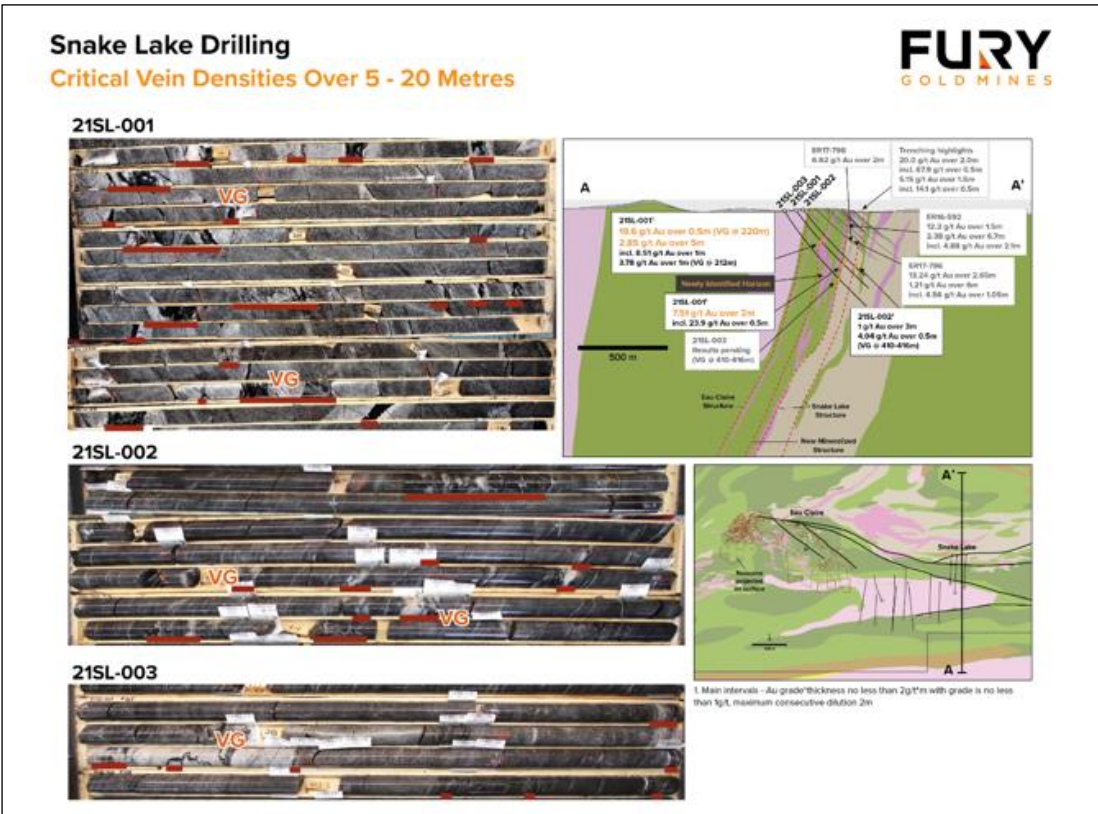 Snake Lake Drilling
Critical Vein Densities Over 5 - 20 Metres
FURY
GOLD MINES
21SL-001
VG
VG
21SL-002
VG
VG
21SL-003
VG
A
A'
21SL-003
21SL-001
21SL-002
ER17-798
6.62 g/t Au over 2m
Trenching highlights
20.0 g/t Au over 2.0m
incl. 67.9 g/t over 0.5m
5.15 g/t Au over 1.5m
incl. 14.1 g/t over 0.5m
21SL-001¹
19.6 g/t Au over 0.5m (VG @ 220m)
2.85 g/t Au over 5m
incl. 8.51 g/t Au over 1m
3.78 g/t Au over 1m (VG @ 212m)
ER16-592
12.2 g/t Au over 1.5m
2.38 g/t Au over 6.7m
incl. 4.88 g/t Au over 2.1m
ER17-796
13.24 g/t Au over 2.65m
1.21 g/t Au over 6m
incl. 4.56 g/t Au over 1.05m
Newly Identified Horizon
21SL-001¹
7.51 g/t Au over 2m
incl. 23.9 g/t Au over 0.5m
21SL-002¹
1 g/t Au over 3m
4.04 g/t Au over 0.5m
(VG @ 410-416m)
21SL-003
Results pending
(VG @ 410-416m)
500 m
Eau Claire
Structure
Snake Lake
Structure
New Mineralized
Structure
A'
Eau Claire
Snake Lake
Resource
projected
to surface
A
1. Main intervals - Au grade*thickness no less than 2g/t*m with grade is no less
than 1g/t, maximum consecutive dilution 2m